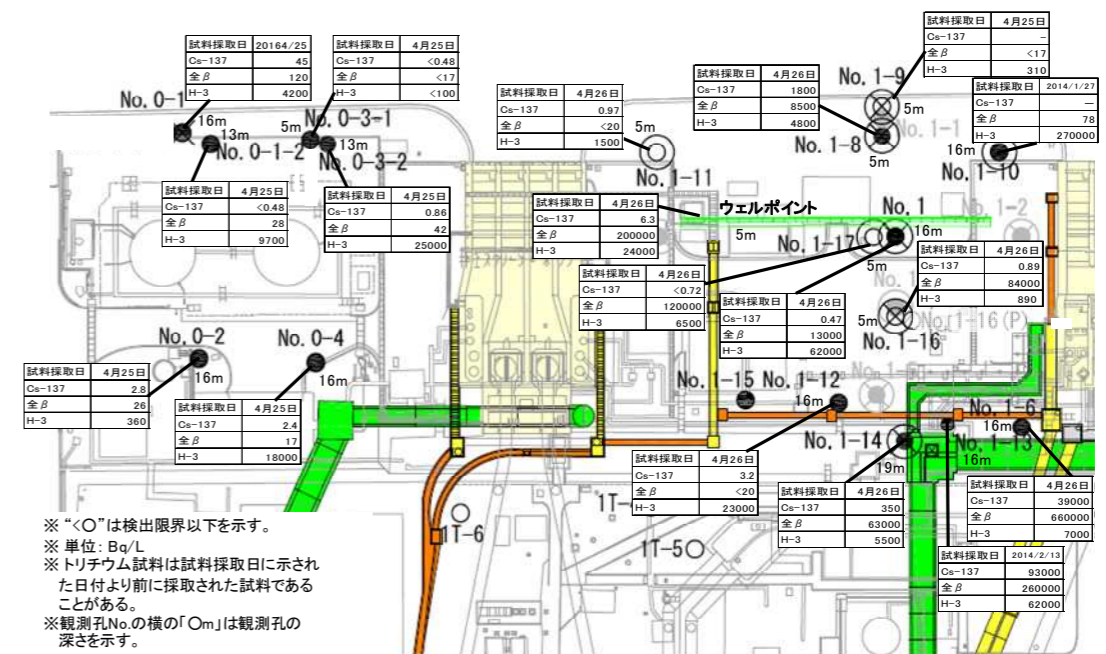 試料採取日 20164/25
Cs-137 45
全β 120
H-3 4200
試料採取日 4月25日
Cs-137 <0.48
全β <17
H-3 <100
試料採取日 4月26日
Cs-137 0.97
全β <20
H-3 1500
試料採取日 4月26日
Cs-137 1800
全β 8500
H-3 4800
試料採取日 4月25日
Cs-137 -
全β <17
H-3 310
試料採取日 2014/1/27
Cs-137 -
全β 78
H-3 270000
No. 0-1
16m
13m
No. 0-1-2
5m
No. 0-3-1
13m
No. 0-3-2
5m
No. 1-11
No. 1-9
5m
No. 1-1
No. 1-8
5m
16m
No. 1-10
試料採取日 4月25日
Cs-137 <0.48
全β 28
H-3 9700
試料採取日 4月25日
Cs-137 0.86
全β 42
H-3 25000
試料採取日 4月26日
Cs-137 6.3
全β 200000
H-3 24000
ウェルポイント
5m
No. 1-17
5m
No. 1
16m
1-2
試料採取日 4月26日
Cs-137 <0.72
全β 120000
H-3 6500
試料採取日 4月26日
Cs-137 0.47
全β 13000
H-3 62000
試料採取日 4月26日
Cs-137 0.89
全β 84000
H-3 890
5m
No. 1-16(P)
No. 1-16
No. 0-2
16m
No. 0-4
16m
試料採取日 4月25日
Cs-137 2.8
全β 26
H-3 360
試料採取日 4月25日
Cs-137 2.4
全β 17
H-3 18000
No. 1-15
No. 1-12
16m
No. 1-6
16m
No. 1-14
19m
No. 1-13
16m
試料採取日 4月26日
Cs-137 3.2
全β <20
H-3 23000
試料採取日 4月26日
Cs-137 350
全β 63000
H-3 5500
試料採取日 4月26日
Cs-137 39000
全β 660000
H-3 7000
試料採取日 2014/2/13
Cs-137 93000
全β 260000
H-3 62000
1T-6
1T-
1T-5
※ “<○”は検出限界以下を示す。
※ 単位: Bq/L
※ トリチウム試料は試料採取日に示され
た日付より前に採取された試料である
ことがある。
※観測孔No.の横の「○m」は観測孔の
深さを示す。